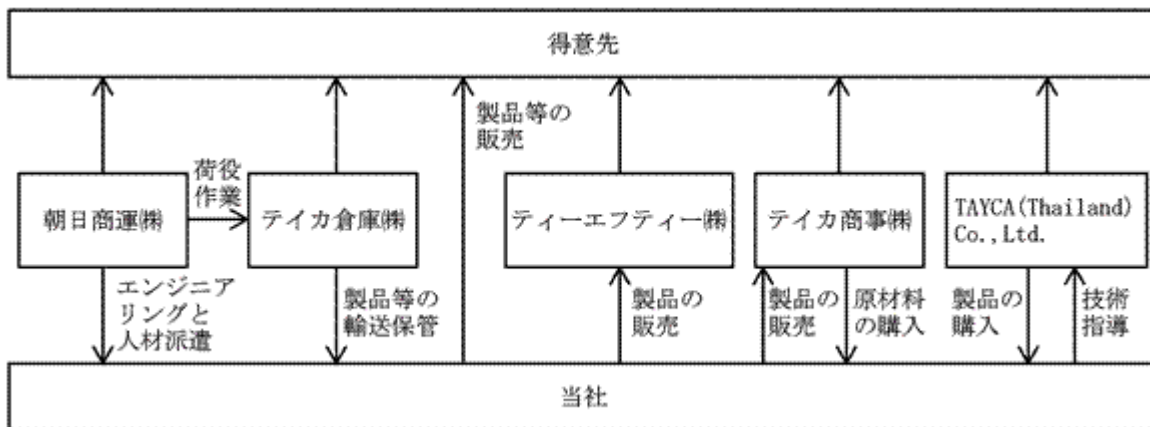 得意先
製品等の
販売
荷役
作業
朝日商運㈱
テイカ倉庫㈱
ティーエフティー㈱
テイカ商事㈱
TAYCA(Thailand)
Co.,Ltd.
エンジニア
リングと
人材派遣
製品等の
輸送保管
製品の
販売
製品の
販売
原材料
の購入
製品の
購入
技術
指導
当社